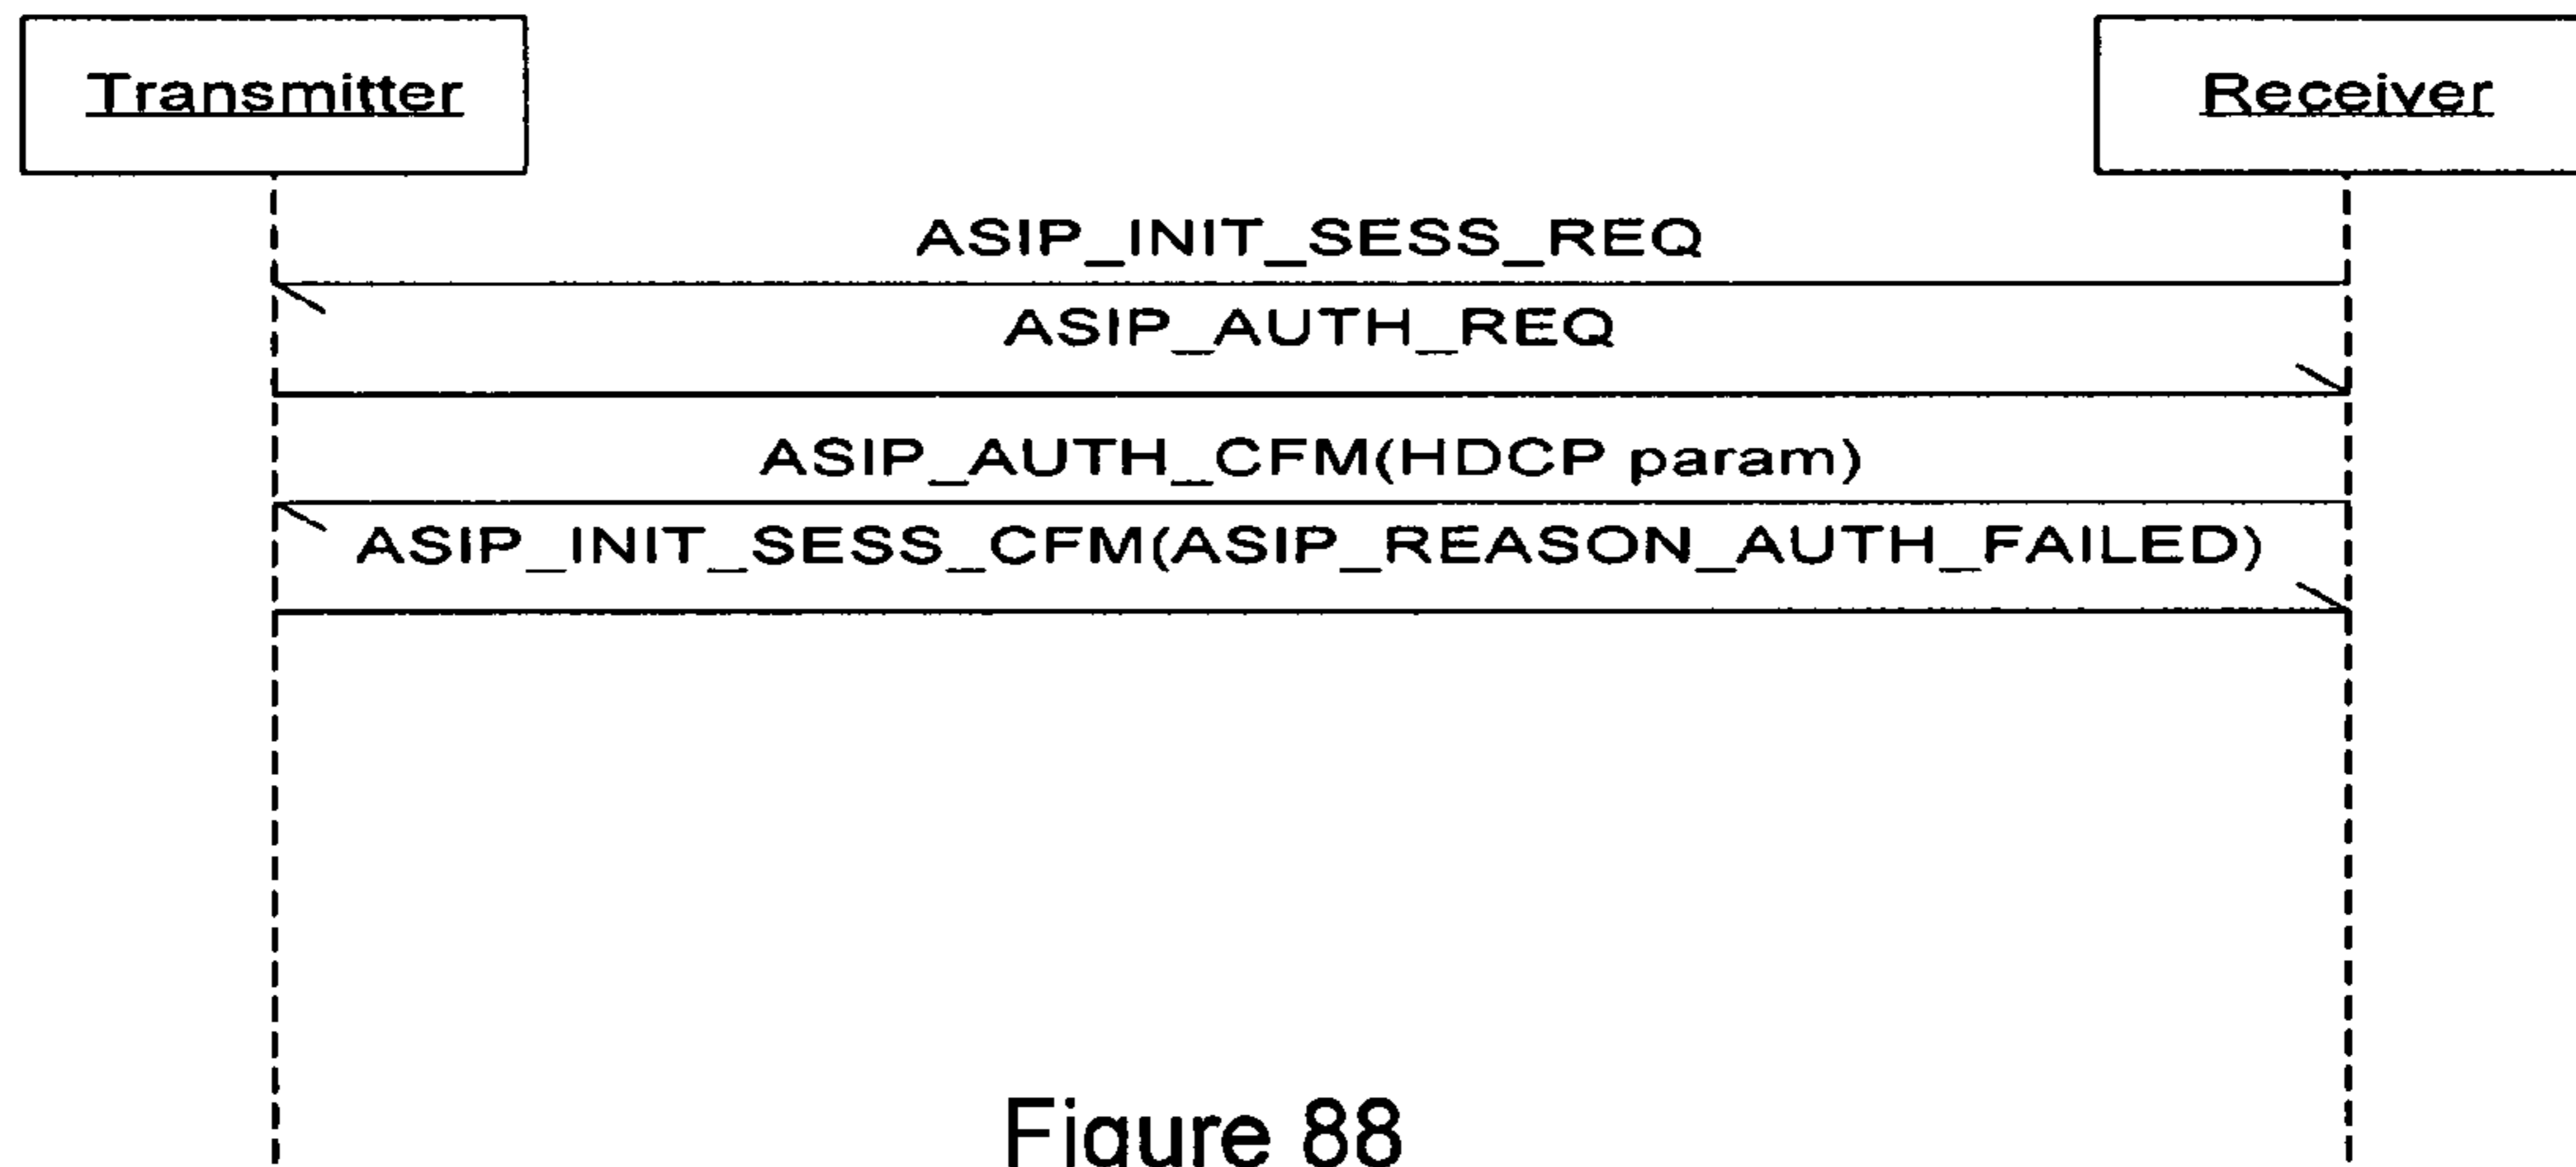 Transmitter
Receiver
ASIP_INIT_SESS_REQ
ASIP_AUTH_REQ
ASIP_AUTH_CFM(HDCP param)
ASIP_INIT_SESS_CFM(ASIP_REASON_AUTH_FAILED)
Figure 88